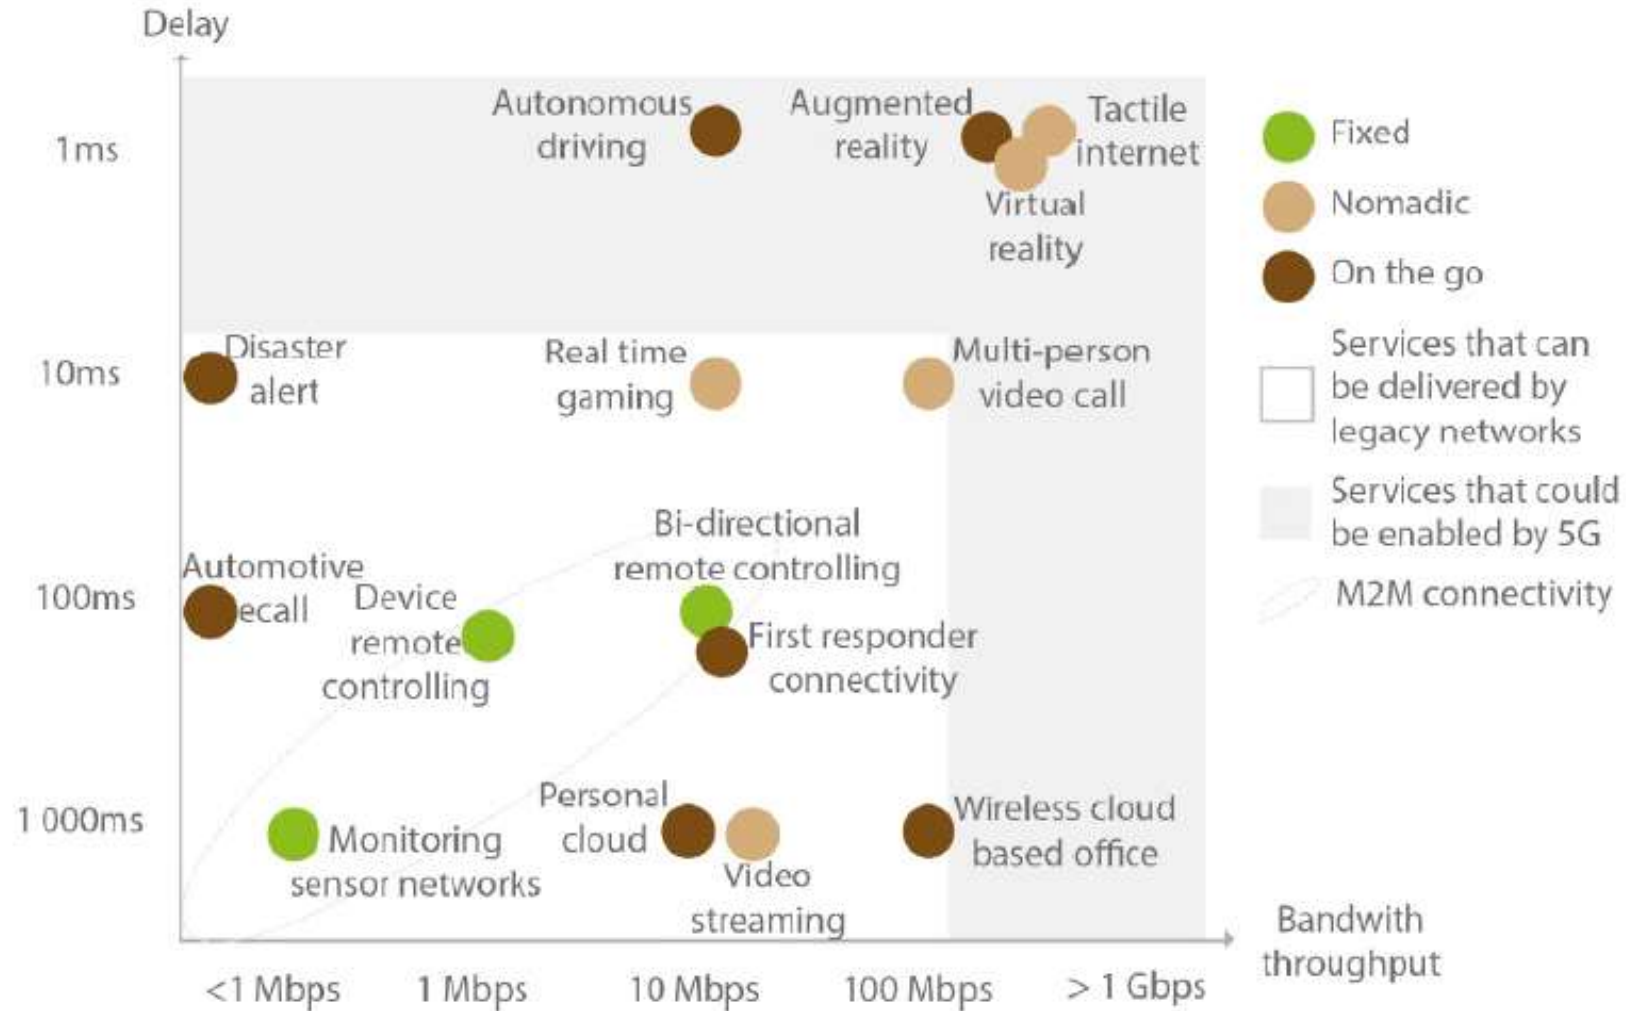 Delay
1ms
10ms
100ms
1 000ms
Autonomous
driving
Augmented
reality
Tactile
internet
Virtual
reality
Disaster
alert
Real time
gaming
Multi-person
video call
Automotive
ecall
Device
remote
controlling
Bi-directional
remote controlling
First responder
connectivity
Monitoring
sensor networks
Personal
cloud
Video
streaming
Wireless cloud
based office
<1 Mbps
1 Mbps
10 Mbps
100 Mbps
> 1 Gbps
Bandwith
throughput
Fixed
Nomadic
On the go
Services that can
be delivered by
legacy networks
Services that could
be enabled by 5G
M2M connectivity